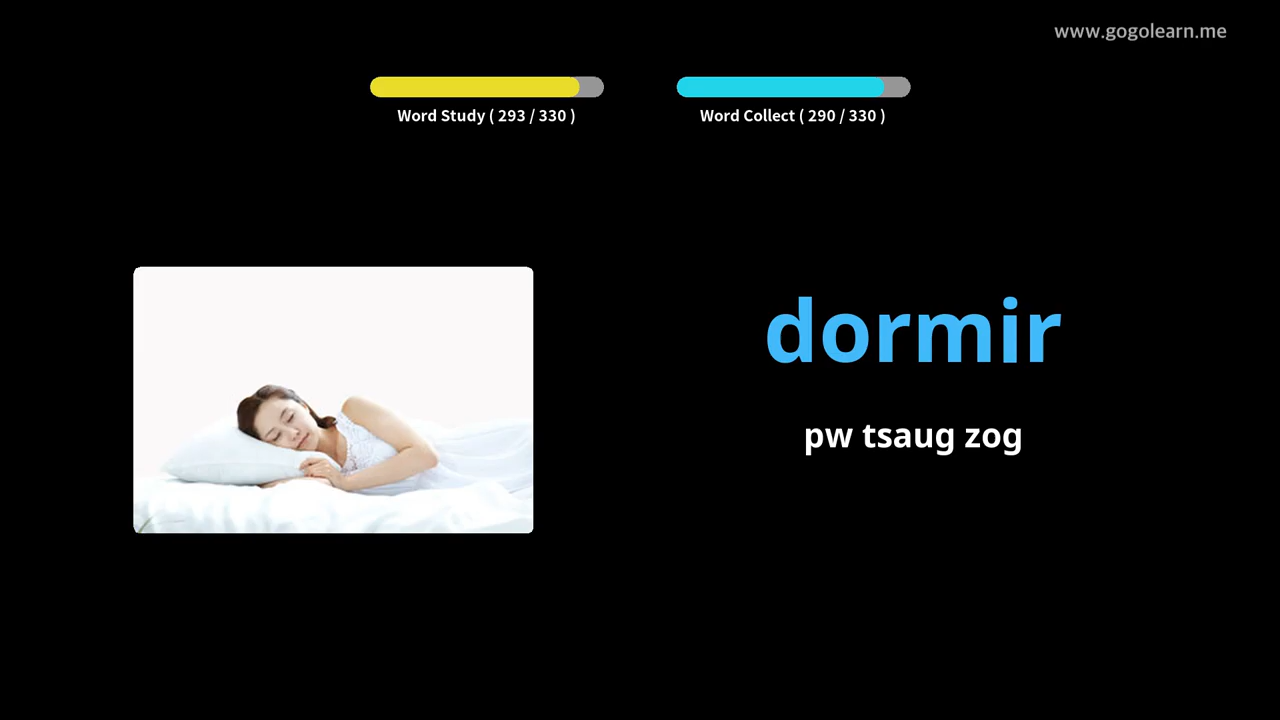 www.gogolearn.me
Word Study ( 293 / 330 )
Word Collect ( 290 / 330 )
dormir
pw tsaug zog